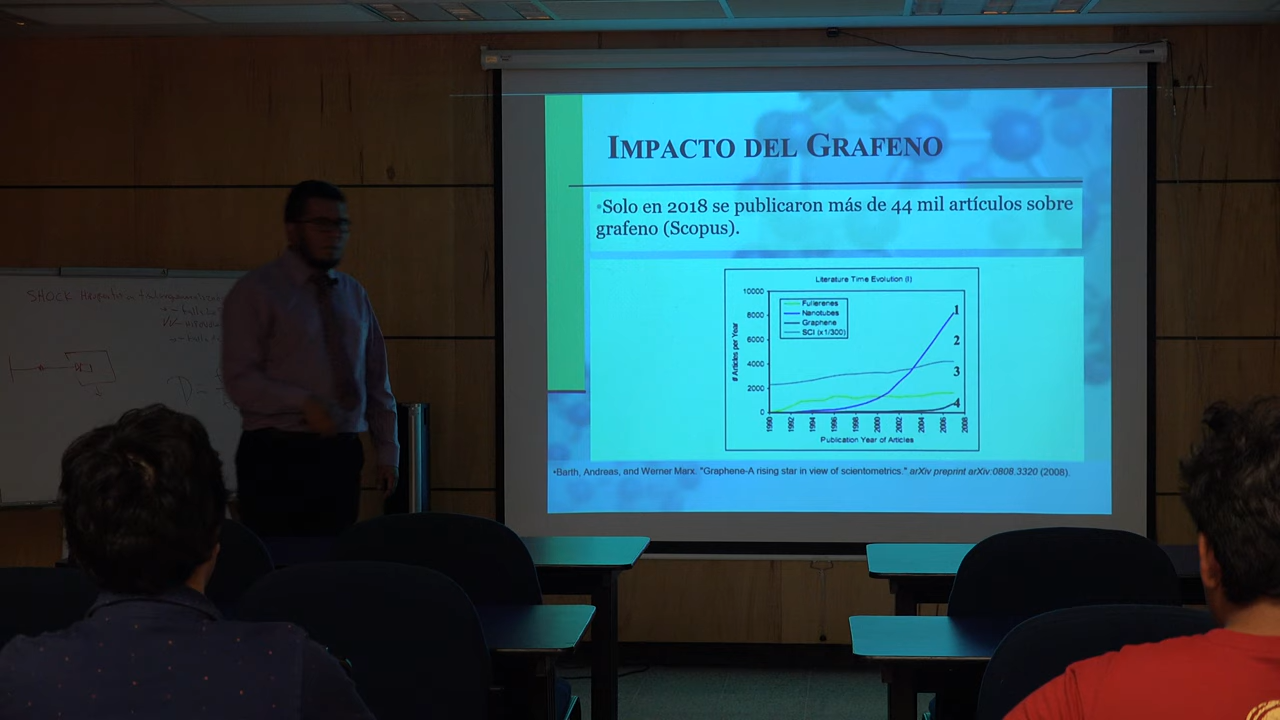 IMPACTO DEL GRAFENO
•Solo en 2018 se publicaron más de 44 mil artículos sobre
grafeno (Scopus).
Literature Time Evolution (I)
# Articles per Year
10000
8000
6000
4000
2000
0
Fullerenes
Nanotubes
Graphene
SCI (x1/300)
1
2
3
4
1990 1992 1994 1996 1998 2000 2002 2004 2006 2008
Publication Year of Articles
•Barth, Andreas, and Werner Marx. "Graphene-A rising star in view of scientometrics." arXiv preprint arXiv:0808.3320 (2008).
SHOCK
D=